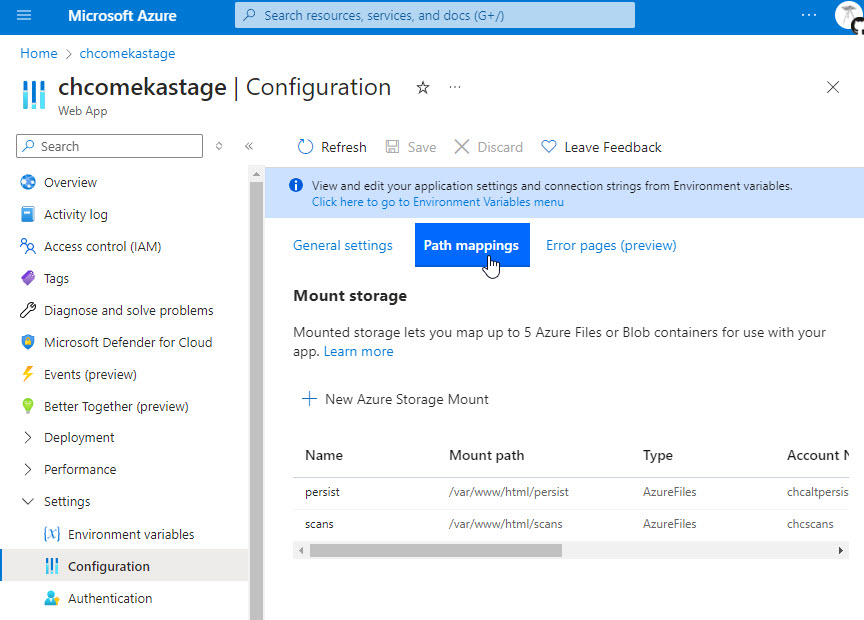 Microsoft Azure
Search resources, services, and docs (G+/)
Home > chcomekastage
chcomekastage | Configuration
Web App
Search
Refresh Save Discard Leave Feedback
Overview
Activity log
Access control (IAM)
Tags
Diagnose and solve problems
Microsoft Defender for Cloud
Events (preview)
Better Together (preview)
Deployment
Performance
Settings
Environment variables
Configuration
Authentication
View and edit your application settings and connection strings from Environment variables.
Click here to go to Environment Variables menu
General settings Path mappings Error pages (preview)
Mount storage
Mounted storage lets you map up to 5 Azure Files or Blob containers for use with your
app. Learn more
New Azure Storage Mount
Name Mount path Type Account N
persist /var/www/html/persist AzureFiles chcaltpersis
scans /var/www/html/scans AzureFiles chcscans